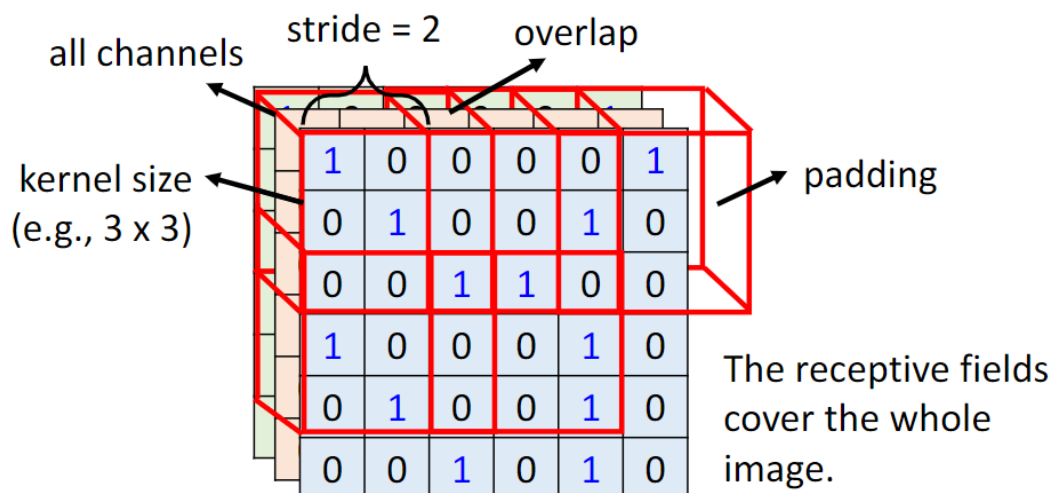 stride = 2
overlap
all channels
kernel size
(e.g., 3 x 3)
padding
1 0 0 0 0 1
0 1 0 0 1 0
0 0 1 1 0 0
1 0 0 0 1 0
0 1 0 0 1 0
0 0 1 0 1 0
The receptive fields
cover the whole
image.